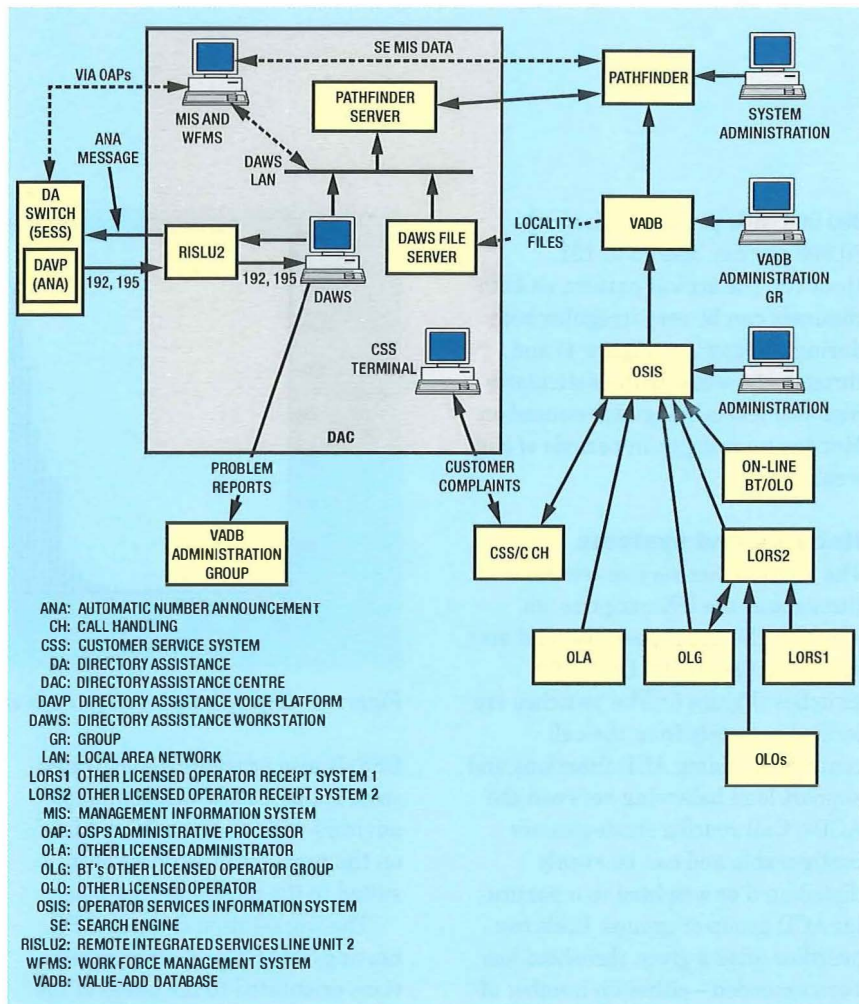 SE MIS DATA
VIA OAPs
MIS AND
WFMS
PATHFINDER
SERVER
PATHFINDER
SYSTEM
ADMINISTRATION
ANA
MESSAGE
DAWS
LAN
DA
SWITCH
(5ESS)
DAVP
(ANA)
192, 195
RISLU2
192, 195
DAWS
DAWS FILE
SERVER
LOCALITY
FILES
VADB
VADB
ADMINISTRATION
GR
CSS
TERMINAL
OSIS
ADMINISTRATION
DAC
PROBLEM
REPORTS
CUSTOMER
COMPLAINTS
ON-LINE
BT/OLO
VADB
ADMINISTRATION
GROUP
CSS/C CH
LORS2
OLA
OLG
LORS1
OLOs
ANA: AUTOMATIC NUMBER ANNOUNCEMENT
CH: CALL HANDLING
CSS: CUSTOMER SERVICE SYSTEM
DA: DIRECTORY ASSISTANCE
DAC: DIRECTORY ASSISTANCE CENTRE
DAVP: DIRECTORY ASSISTANCE VOICE PLATFORM
DAWS: DIRECTORY ASSISTANCE WORKSTATION
GR: GROUP
LAN: LOCAL AREA NETWORK
LORS1 OTHER LICENSED OPERATOR RECEIPT SYSTEM 1
LORS2 OTHER LICENSED OPERATOR RECEIPT SYSTEM 2
MIS: MANAGEMENT INFORMATION SYSTEM
OAP: OSPS ADMINISTRATIVE PROCESSOR
OLA: OTHER LICENSED ADMINISTRATOR
OLG: BT's OTHER LICENSED OPERATOR GROUP
OLO: OTHER LICENSED OPERATOR
OSIS: OPERATOR SERVICES INFORMATION SYSTEM
SE: SEARCH ENGINE
RISLU2: REMOTE INTEGRATED SERVICES LINE UNIT 2
WFMS: WORK FORCE MANAGEMENT SYSTEM
VADB: VALUE-ADD DATABASE